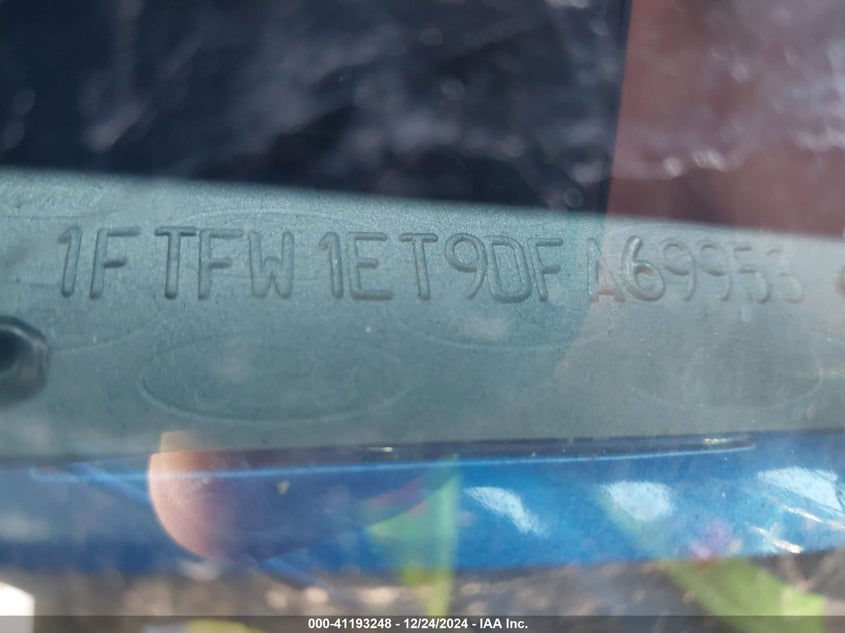 1FTFW1ET9DFA69953
000-41193248 - 12/24/2024 - IAA Inc.